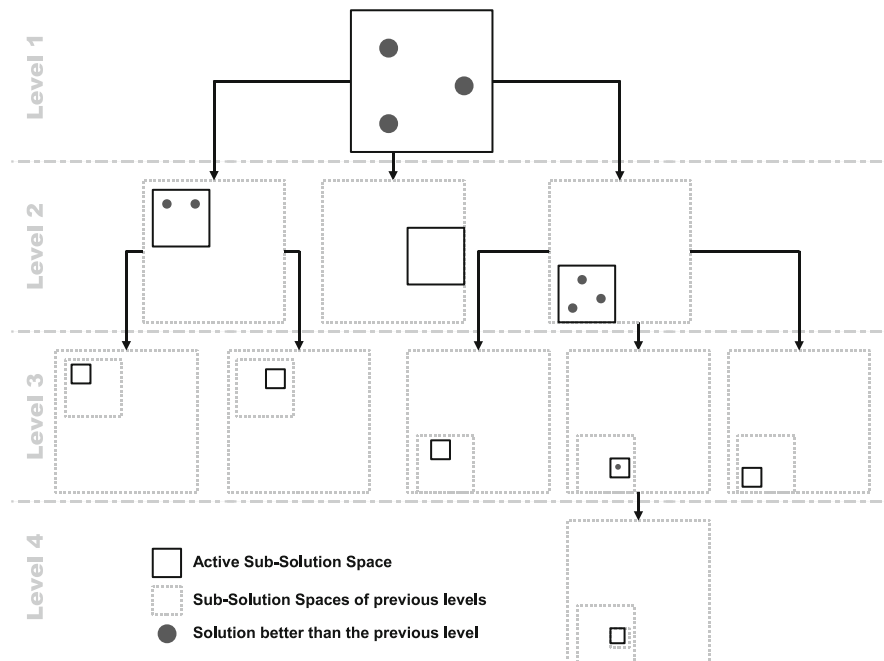 Level 1
Level 2
Level 3
Level 4
Active Sub-Solution Space
Sub-Solution Spaces of previous levels
Solution better than the previous level